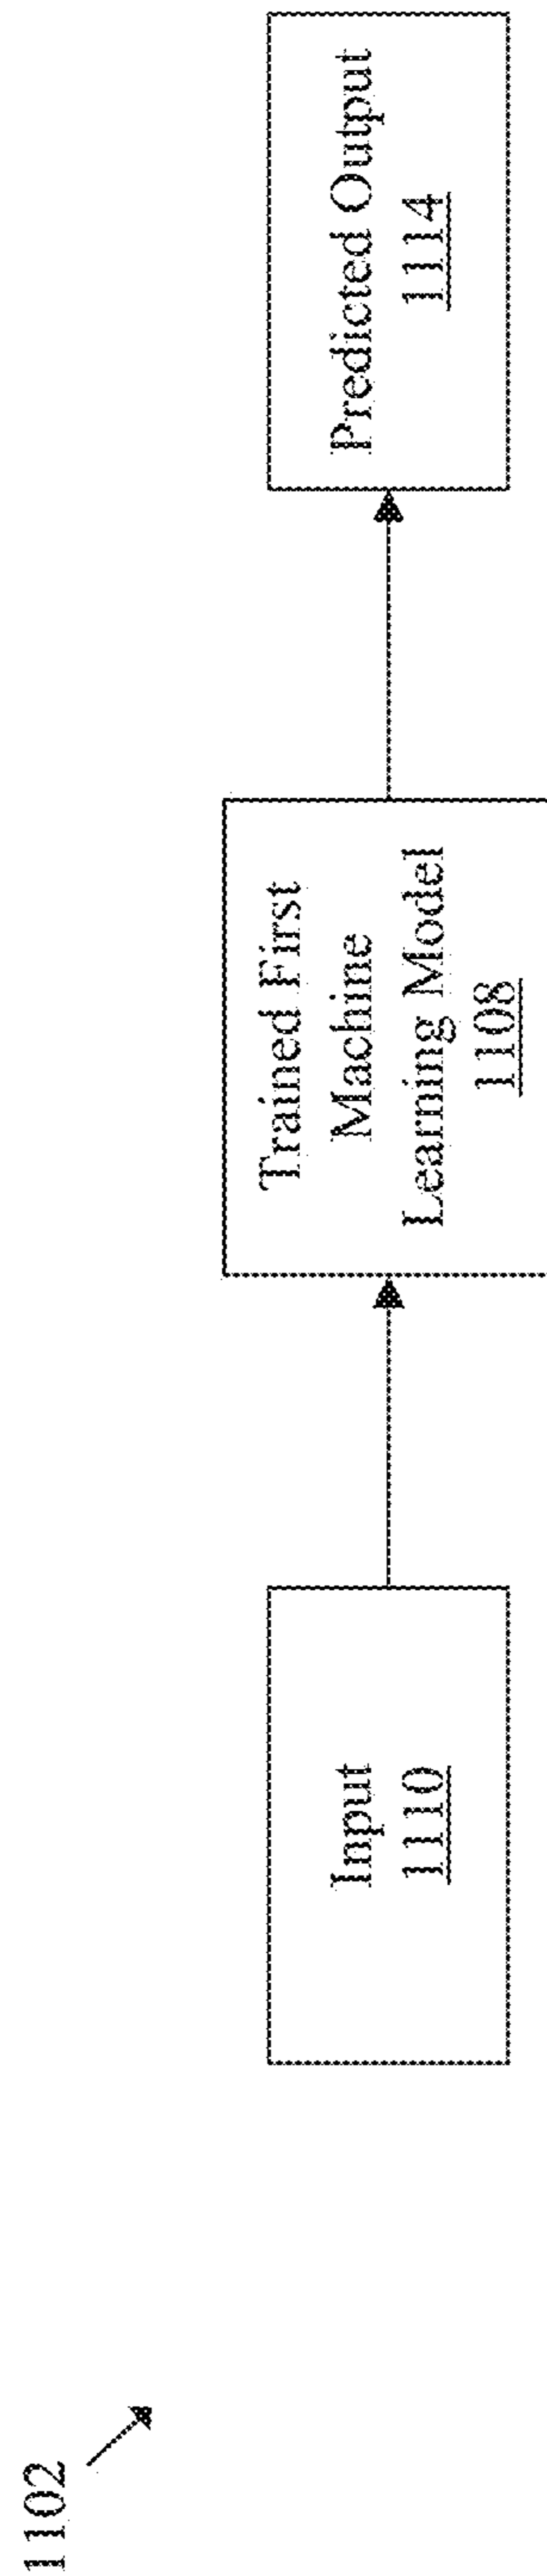 1102
Input
1110
Trained First
Machine
Learning Model
1108
Predicted Output
1114